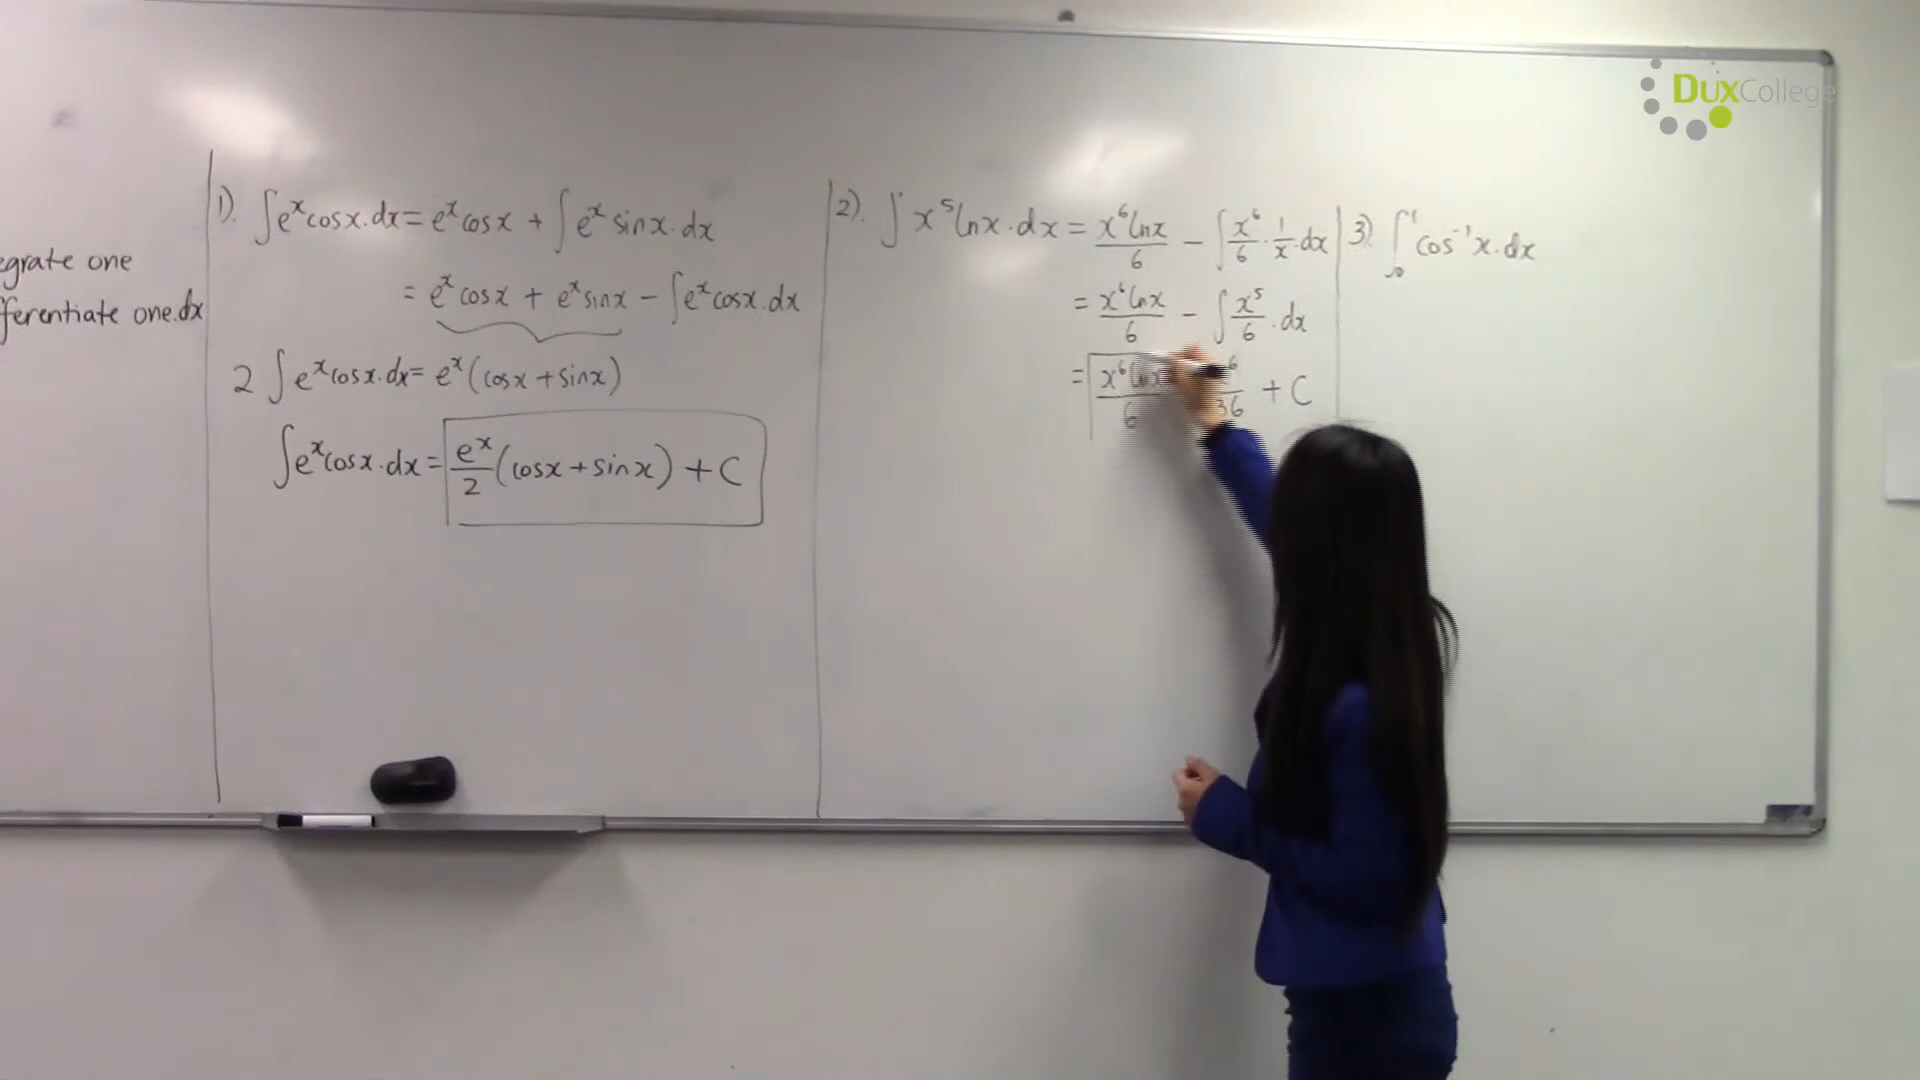 egrate one
fferentiate one.dx
1). ∫eˣcosx.dx = eˣcosx + ∫eˣ sinx.dx
= eˣcosx + eˣsinx − ∫eˣcosx.dx
2∫eˣcosx.dx = eˣ(cosx + sinx)
∫eˣcosx.dx = eˣ/2 (cosx + sinx) + C
2). ∫x⁵lnx.dx = x⁶lnx/6 − ∫x⁶/6 · 1/x.dx
= x⁶lnx/6 − ∫x⁵/6 .dx
= x⁶lnx/6 /36 + C
3). ∫₀¹ cos⁻¹x.dx
DuxCollege